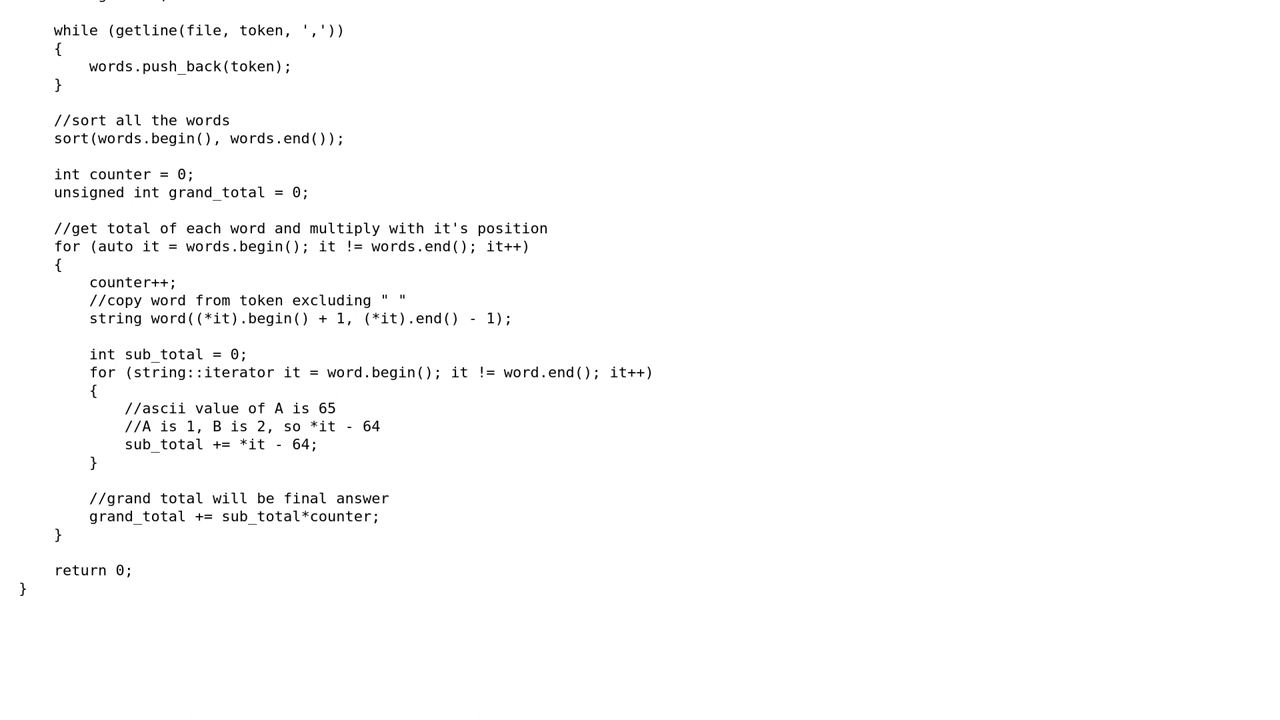 while (getline(file, token, ','))
{
words.push_back(token);
}
//sort all the words
sort(words.begin(), words.end());
int counter = 0;
unsigned int grand_total = 0;
//get total of each word and multiply with it's position
for (auto it = words.begin(); it != words.end(); it++)
{
counter++;
//copy word from token excluding " "
string word((*it).begin() + 1, (*it).end() - 1);
int sub_total = 0;
for (string::iterator it = word.begin(); it != word.end(); it++)
{
//ascii value of A is 65
//A is 1, B is 2, so *it - 64
sub_total += *it - 64;
}
//grand total will be final answer
grand_total += sub_total*counter;
}
return 0;
}